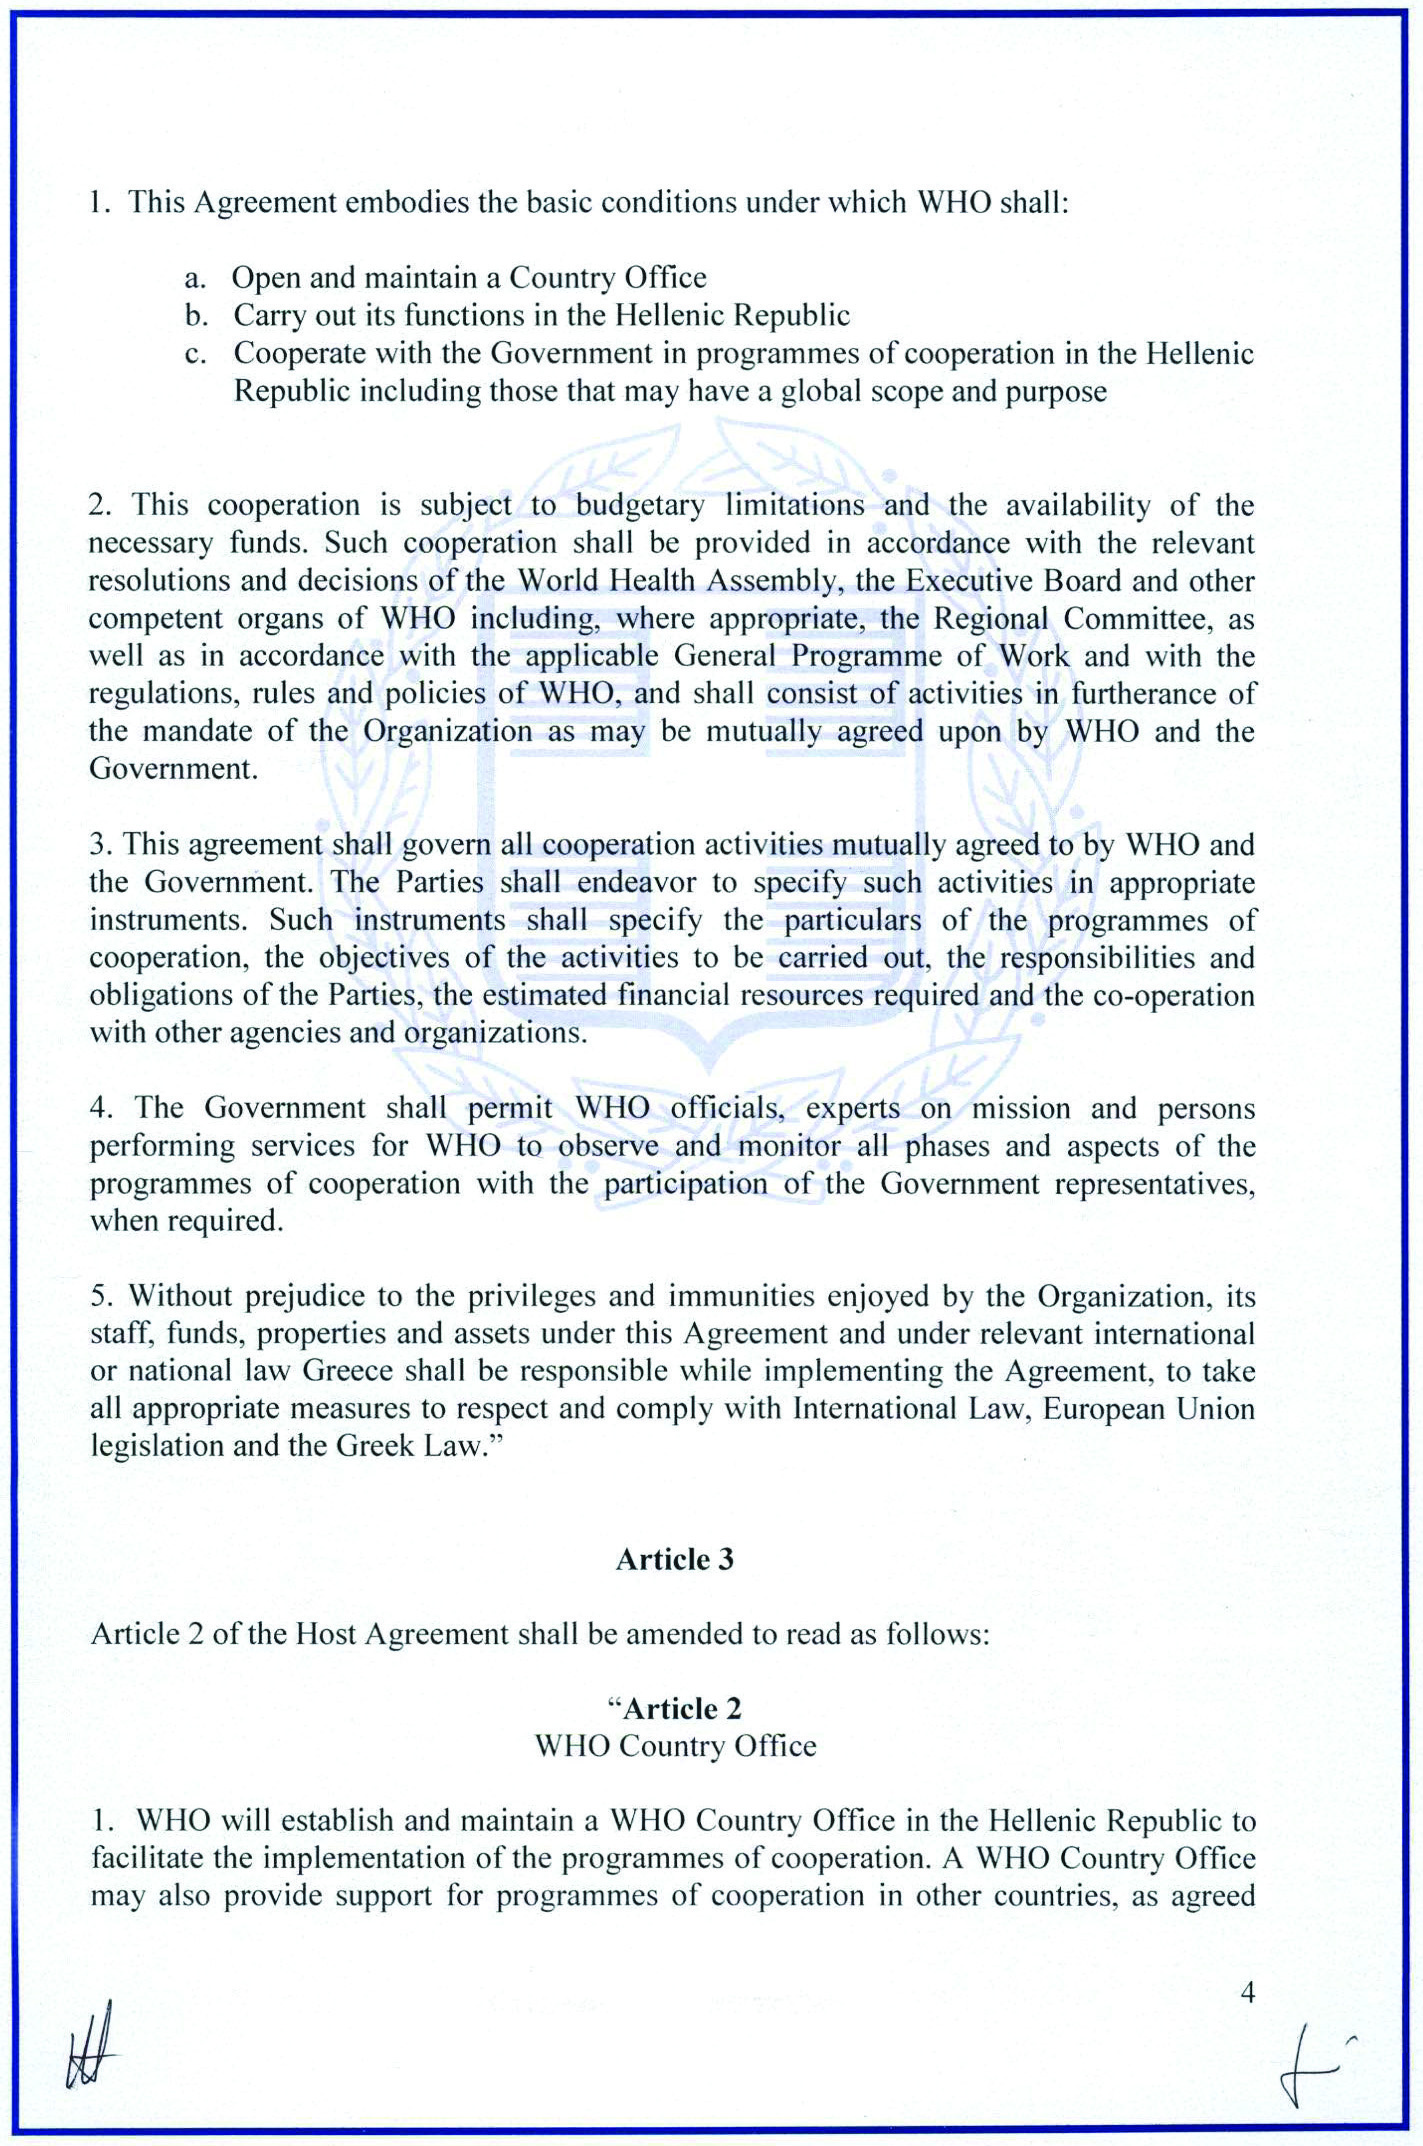 1. This Agreement embodies the basic conditions under which WHO shall:
a. Open and maintain a Country Office
b. Carry out its functions in the Hellenic Republic
c. Cooperate with the Government in programmes of cooperation in the Hellenic
Republic including those that may have a global scope and purpose
2. This cooperation is subject to budgetary limitations and the availability of the
necessary funds. Such cooperation shall be provided in accordance with the relevant
resolutions and decisions of the World Health Assembly, the Executive Board and other
competent organs of WHO including, where appropriate, the Regional Committee, as
well as in accordance with the applicable General Programme of Work and with the
regulations, rules and policies of WHO, and shall consist of activities in furtherance of
the mandate of the Organization as may be mutually agreed upon by WHO and the
Government.
3. This agreement shall govern all cooperation activities mutually agreed to by WHO and
the Government. The Parties shall endeavor to specify such activities in appropriate
instruments. Such instruments shall specify the particulars of the programmes of
cooperation, the objectives of the activities to be carried out, the responsibilities and
obligations of the Parties, the estimated financial resources required and the co-operation
with other agencies and organizations.
4. The Government shall permit WHO officials, experts on mission and persons
performing services for WHO to observe and monitor all phases and aspects of the
programmes of cooperation with the participation of the Government representatives,
when required.
5. Without prejudice to the privileges and immunities enjoyed by the Organization, its
staff, funds, properties and assets under this Agreement and under relevant international
or national law Greece shall be responsible while implementing the Agreement, to take
all appropriate measures to respect and comply with International Law, European Union
legislation and the Greek Law.”
Article 3
Article 2 of the Host Agreement shall be amended to read as follows:
“Article 2
WHO Country Office
1. WHO will establish and maintain a WHO Country Office in the Hellenic Republic to
facilitate the implementation of the programmes of cooperation. A WHO Country Office
may also provide support for programmes of cooperation in other countries, as agreed
4